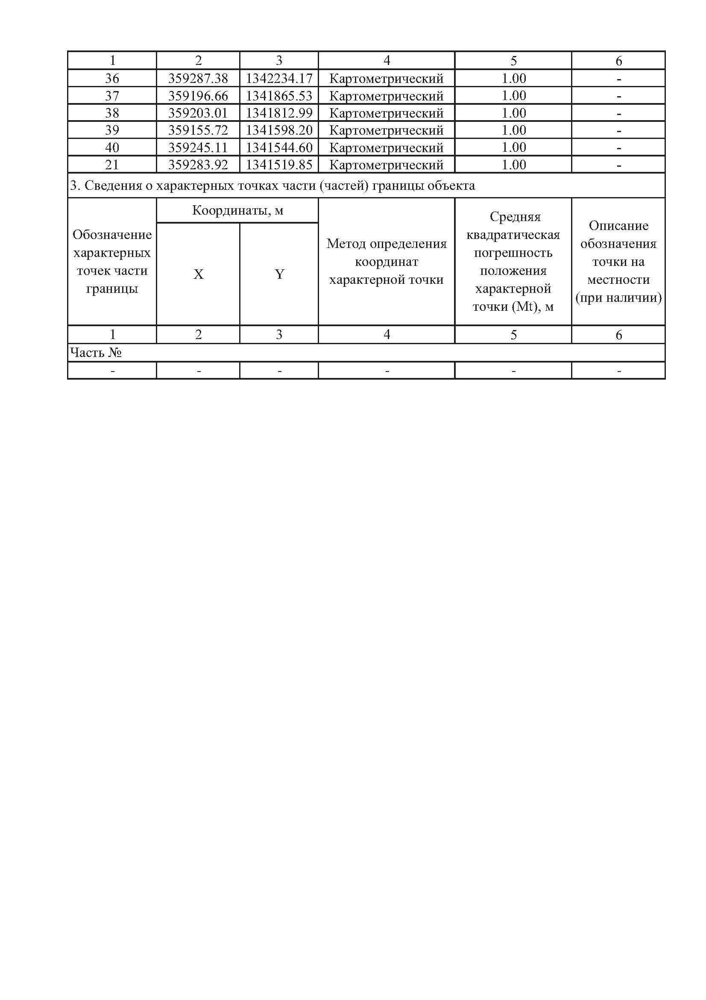 1 2 3 4 5 6
36 359287.38 1342234.17 Картометрический 1.00 -
37 359196.66 1341865.53 Картометрический 1.00 -
38 359203.01 1341812.99 Картометрический 1.00 -
39 359155.72 1341598.20 Картометрический 1.00 -
40 359245.11 1341544.60 Картометрический 1.00 -
21 359283.92 1341519.85 Картометрический 1.00 -
3. Сведения о характерных точках части (частей) границы объекта
Обозначение
характерных
точек части
границы
Координаты, м
X Y
Метод определения
координат
характерной точки
Средняя
квадратическая
погрешность
положения
характерной
точки (Mt), м
Описание
обозначения
точки на
местности
(при наличии)
1 2 3 4 5 6
Часть №
- - - - - -